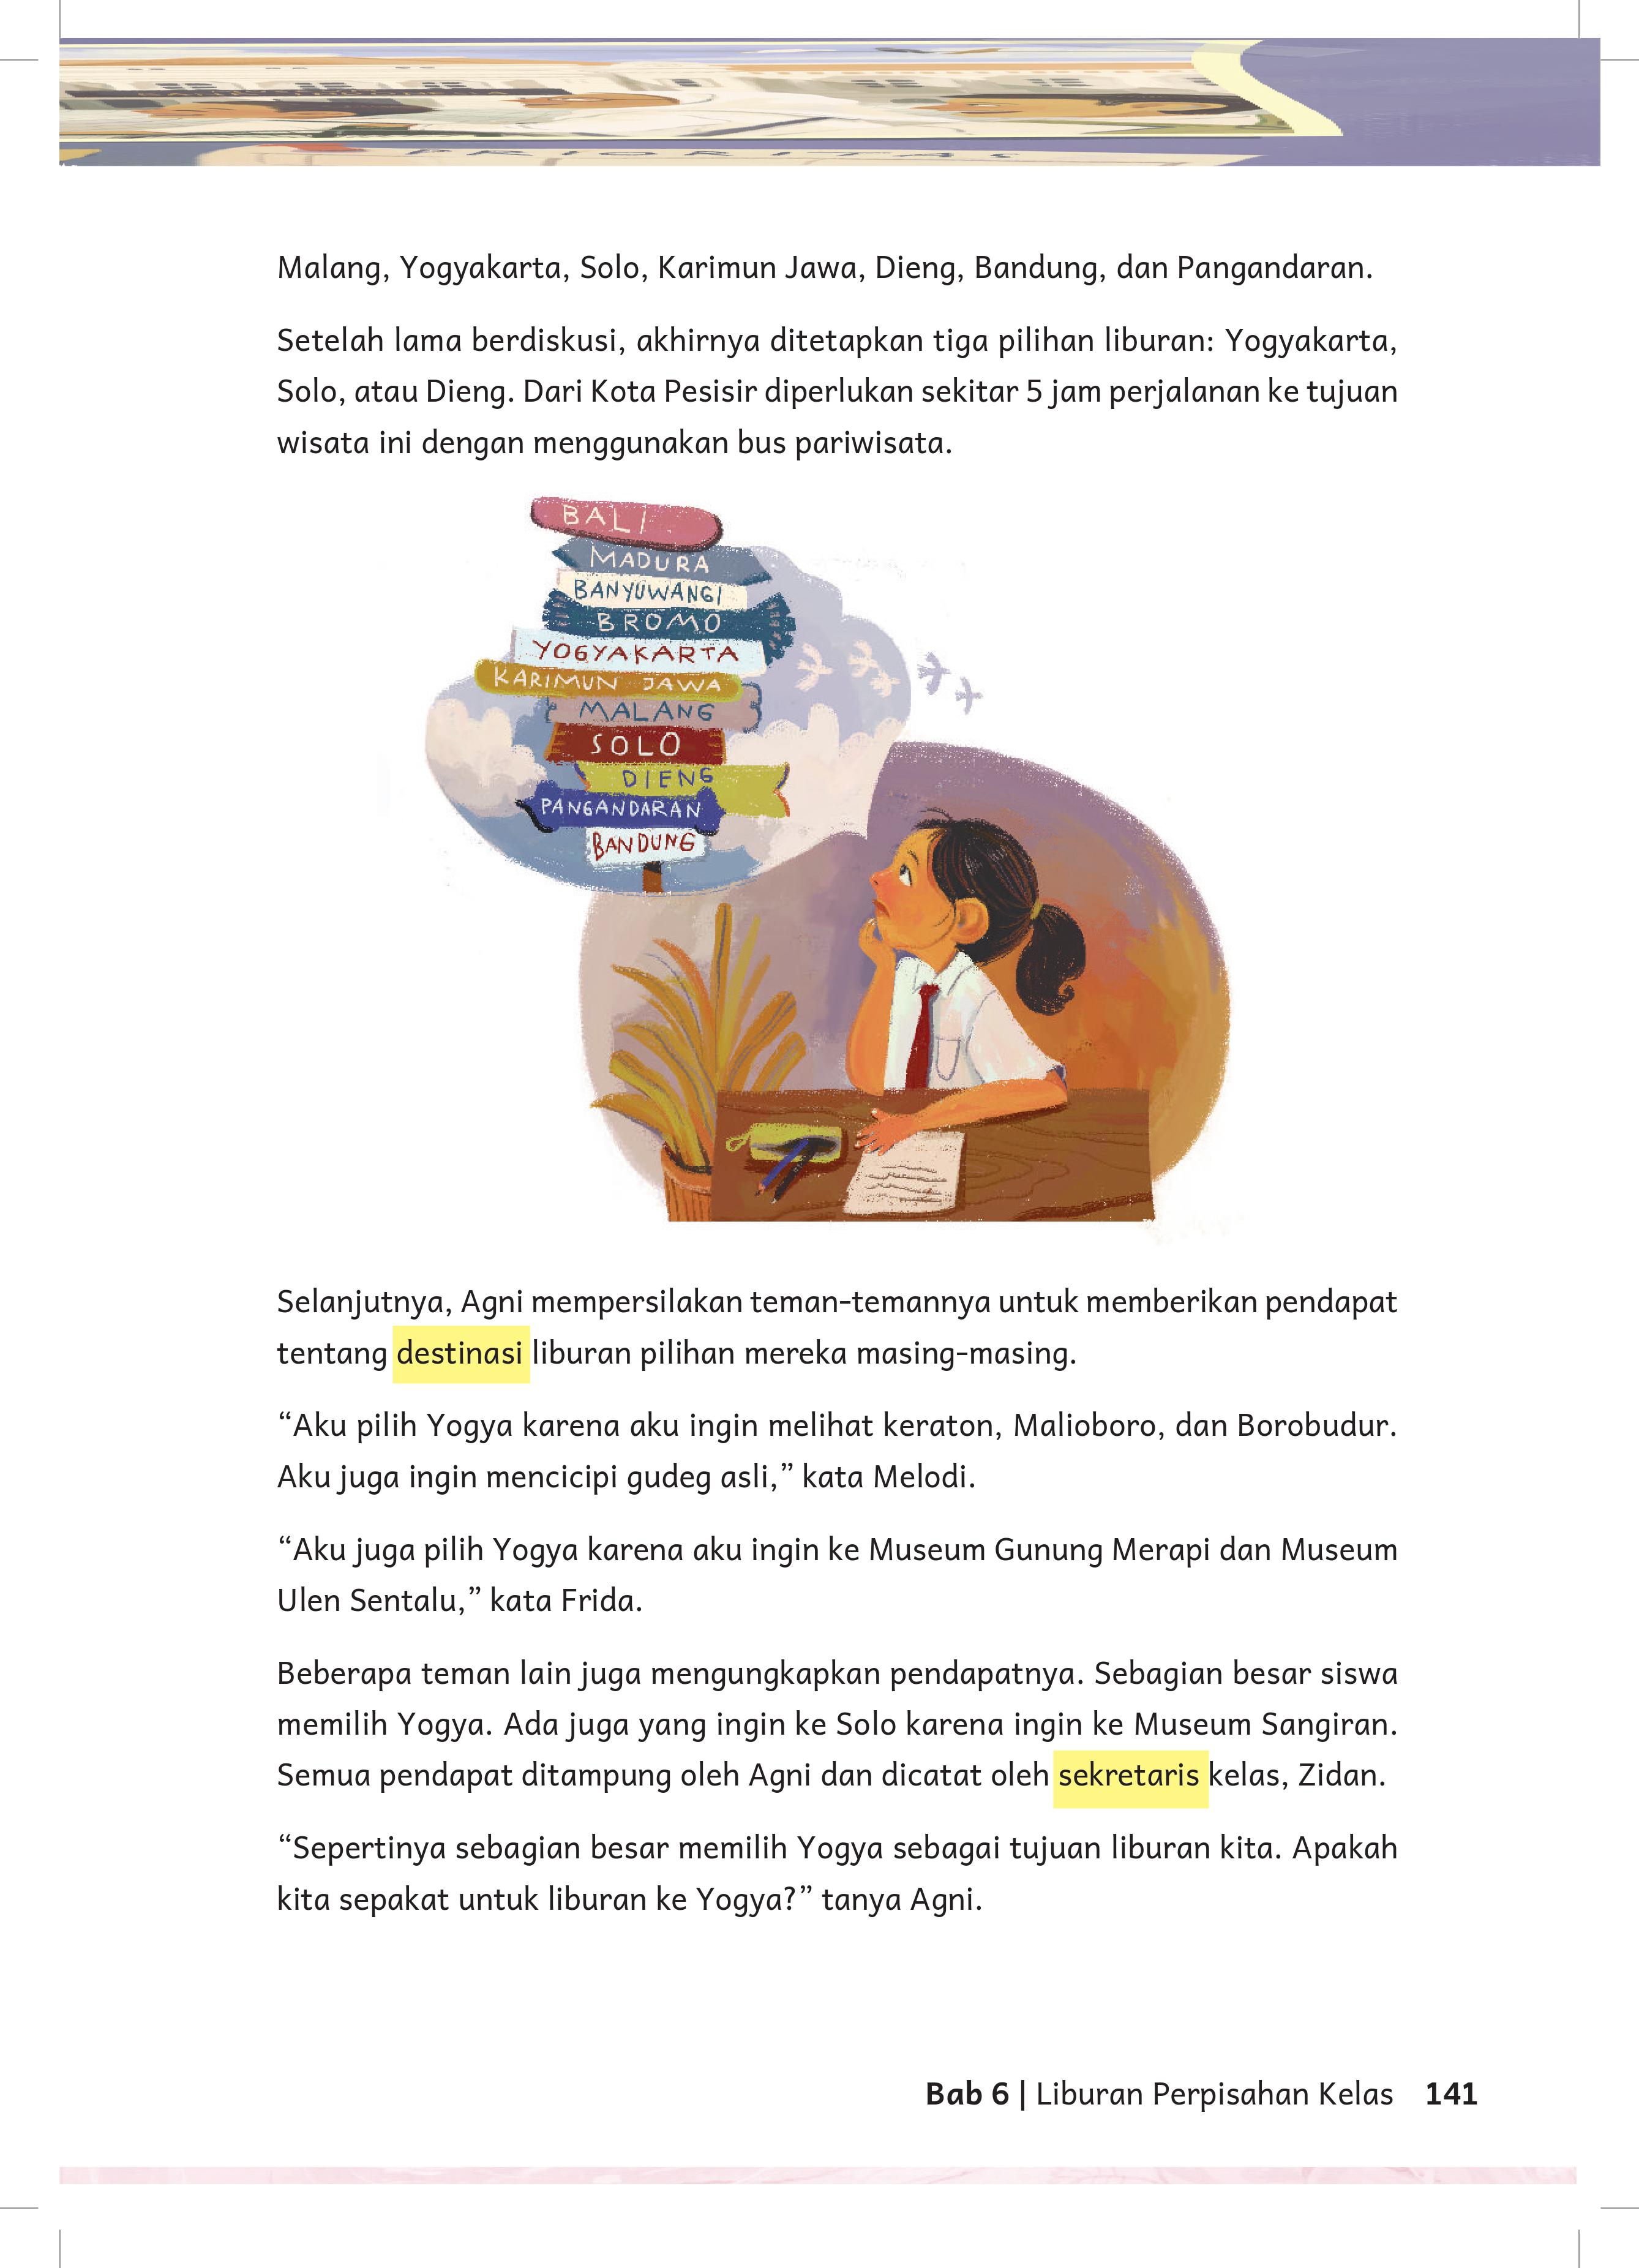 Malang, Yogyakarta, Solo, Karimun Jawa, Dieng, Bandung, dan Pangandaran.
Setelah lama berdiskusi, akhirnya ditetapkan tiga pilihan liburan: Yogyakarta,
Solo, atau Dieng. Dari Kota Pesisir diperlukan sekitar 5 jam perjalanan ke tujuan
wisata ini dengan menggunakan bus pariwisata.
BALI
MADURA
BANYUWANGI
BROMO
YOGYAKARTA
KARIMUN JAWA
MALANG
SOLO
DIENG
PANGANDARAN
BANDUNG
Selanjutnya, Agni mempersilakan teman-temannya untuk memberikan pendapat
tentang destinasi liburan pilihan mereka masing-masing.
“Aku pilih Yogya karena aku ingin melihat keraton, Malioboro, dan Borobudur.
Aku juga ingin mencicipi gudeg asli,” kata Melodi.
“Aku juga pilih Yogya karena aku ingin ke Museum Gunung Merapi dan Museum
Ulen Sentalu,” kata Frida.
Beberapa teman lain juga mengungkapkan pendapatnya. Sebagian besar siswa
memilih Yogya. Ada juga yang ingin ke Solo karena ingin ke Museum Sangiran.
Semua pendapat ditampung oleh Agni dan dicatat oleh sekretaris kelas, Zidan.
“Sepertinya sebagian besar memilih Yogya sebagai tujuan liburan kita. Apakah
kita sepakat untuk liburan ke Yogya?” tanya Agni.
Bab 6 | Liburan Perpisahan Kelas 141